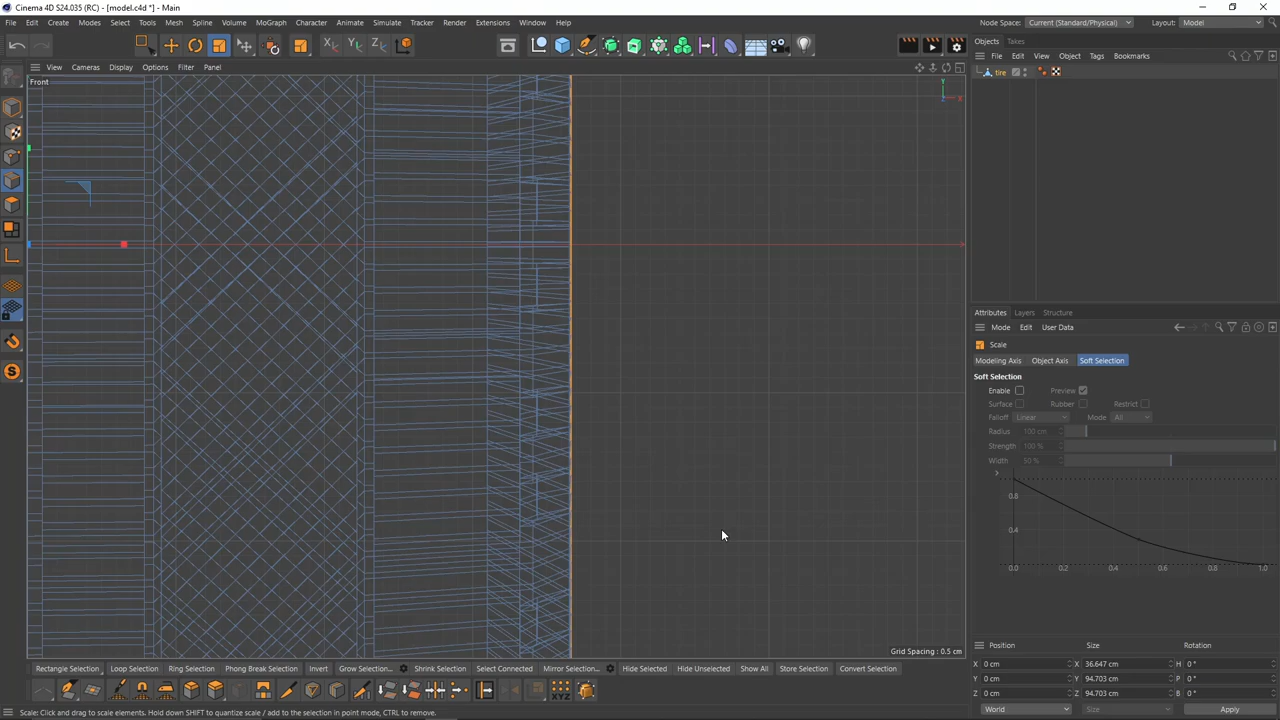 Cinema 4D S24.035 (RC) - [model.c4d *] - Main
File Edit Create Modes Select Tools Mesh Spline Volume MoGraph Character Animate Simulate Tracker Render Extensions Window Help
Node Space: Current (Standard/Physical) Layout: Model
View Cameras Display Options Filter Panel
Objects Takes
File Edit View Object Tags Bookmarks
tire
Front
Y
X
Z
Grid Spacing : 0.5 cm
Attributes Layers Structure
Mode Edit User Data
Scale
Modeling Axis Object Axis Soft Selection
Soft Selection
Enable Preview
Surface Rubber Restrict
Falloff Linear Mode All
Radius 100 cm
Strength 100 %
Width 50 %
0.8
0.4
0.0 0.2 0.4 0.6 0.8 1.0
Position Size Rotation
X 0 cm X 36.647 cm H 0 °
Y 0 cm Y 94.703 cm P 0 °
Z 0 cm Z 94.703 cm B 0 °
World Size Apply
Rectangle Selection Loop Selection Ring Selection Phong Break Selection Invert Grow Selection... Shrink Selection Select Connected Mirror Selection... Hide Selected Hide Unselected Show All Store Selection Convert Selection
XYZ
Scale: Click and drag to scale elements. Hold down SHIFT to quantize scale / add to the selection in point mode, CTRL to remove.